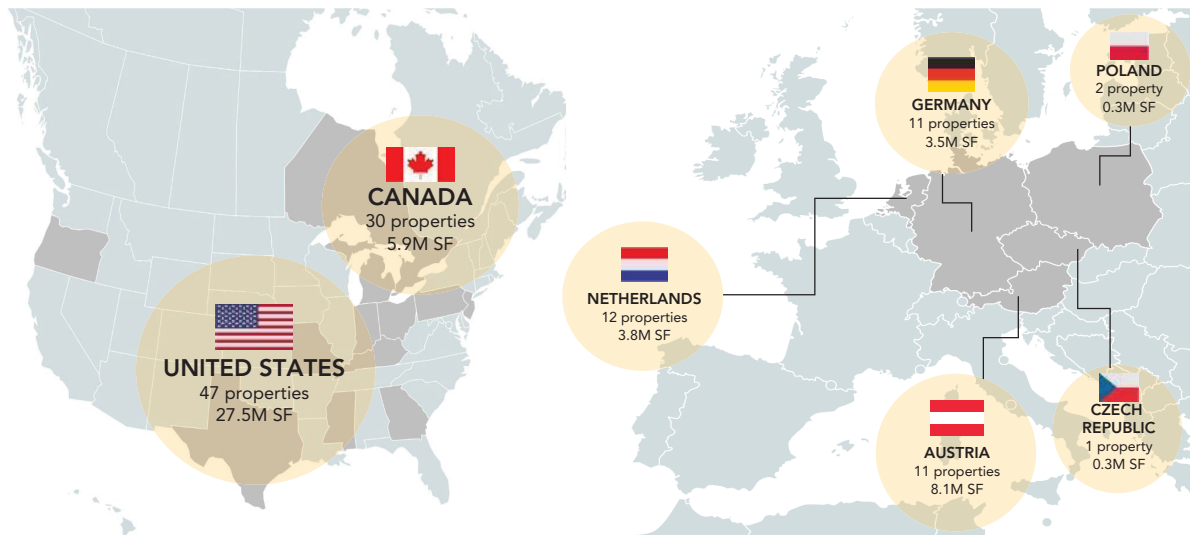 CANADA
30 properties
5.9M SF
UNITED STATES
47 properties
27.5M SF
NETHERLANDS
12 properties
3.8M SF
GERMANY
11 properties
3.5M SF
POLAND
2 property
0.3M SF
AUSTRIA
11 properties
8.1M SF
CZECH
REPUBLIC
1 property
0.3M SF